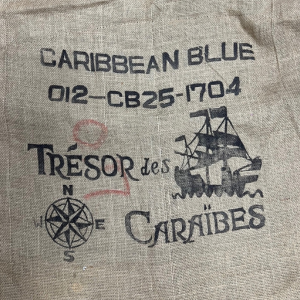 CARIBBEAN BLUE
012-CB25-1704
TRÉSOR des
CARAÏBES
N
W E
S